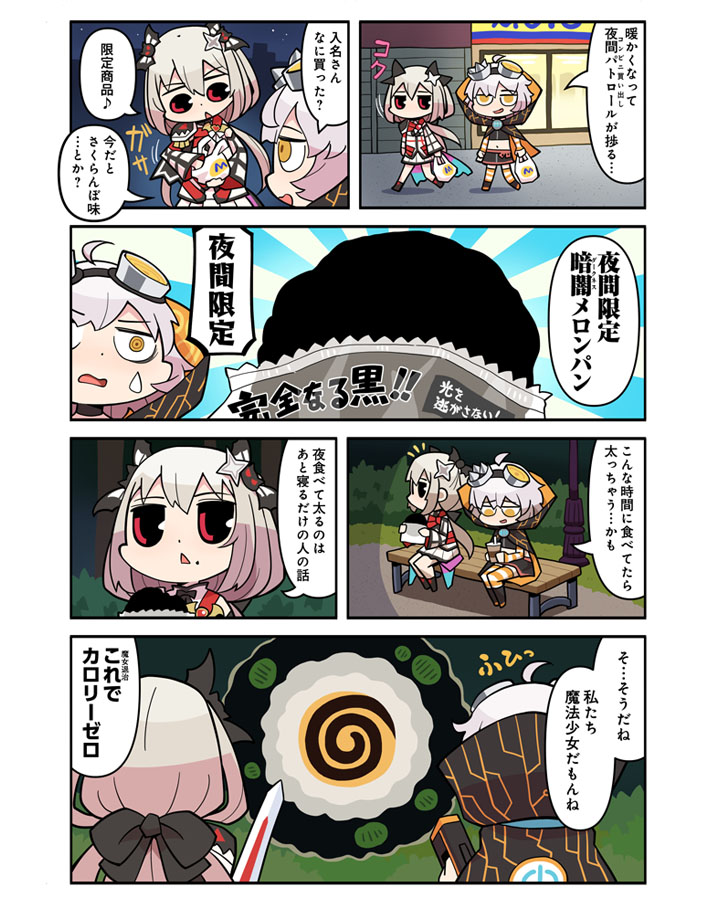 暖かくなって
夜間パトロールが捗る…
コンビニ買い出し
コク
入名さん
なに買った?
限定商品♪
ガサ
今だと
さくらんぼ味
…とか?
夜間限定
暗闇メロンパン
ダークネス
夜間限定
完全なる黒!!
光を
逃がさない!
こんな時間に食べてたら
太っちゃう…かも
夜食べて太るのは
あと寝るだけの人の話
そ…そうだね
私たち
魔法少女だもんね
ふひっ
これで
魔女退治
カロリーゼロ